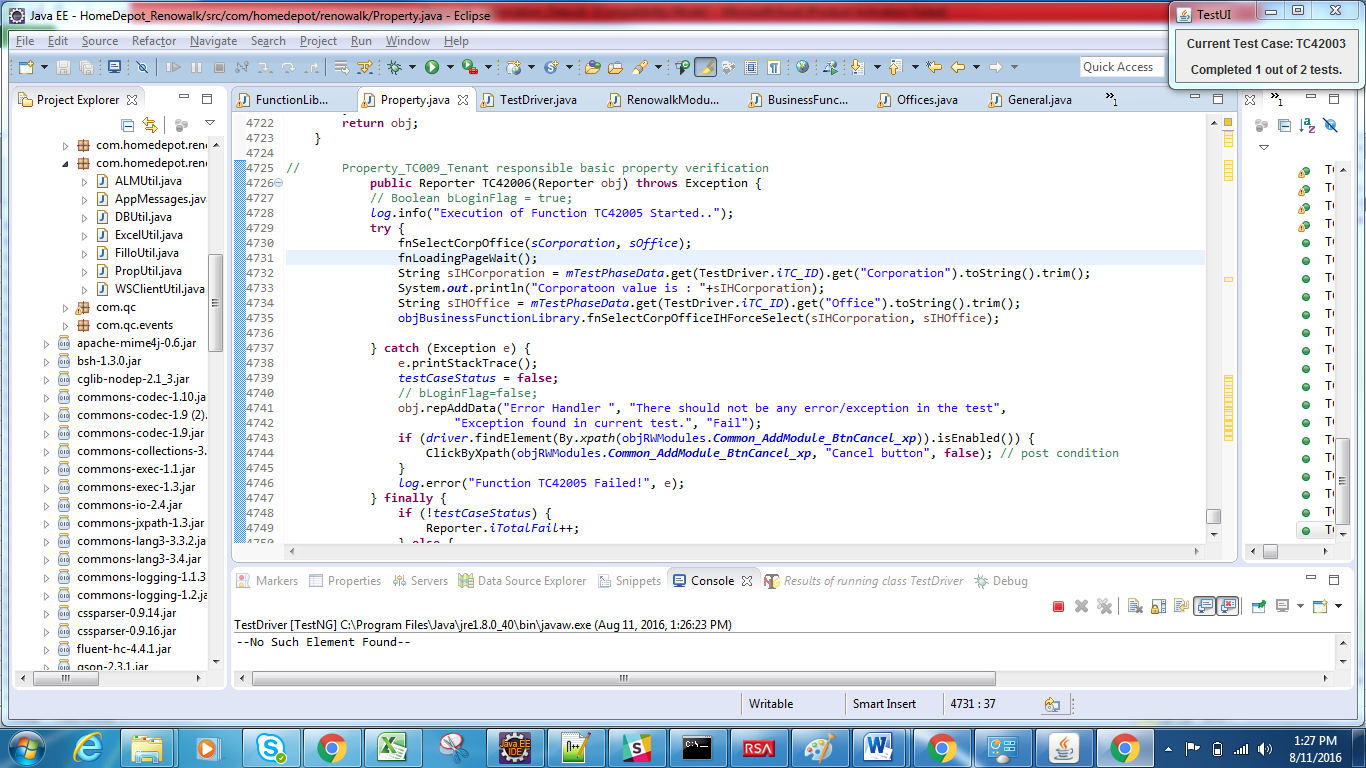 Java EE - HomeDepot_Renowalk/src/com/homedepot/renowalk/Property.java - Eclipse
TestUI
Current Test Case: TC42003
Completed 1 out of 2 tests.
File Edit Source Refactor Navigate Search Project Run Window Help
Quick Access
Project Explorer
FunctionLib... Property.java TestDriver.java RenowalkModu... BusinessFunc... Offices.java General.java »1
»1
com.homedepot.reno
com.homedepot.reno
ALMUtil.java
AppMessages.java
DBUtil.java
ExcelUtil.java
FilloUtil.java
PropUtil.java
WSClientUtil.java
com.qc
com.qc.events
apache-mime4j-0.6.jar
bsh-1.3.0.jar
cglib-nodep-2.1_3.jar
commons-codec-1.10.jar
commons-codec-1.9 (2).
commons-codec-1.9.jar
commons-collections-3.
commons-exec-1.1.jar
commons-exec-1.3.jar
commons-io-2.4.jar
commons-jxpath-1.3.jar
commons-lang3-3.3.2.jar
commons-lang3-3.4.jar
commons-logging-1.1.3
commons-logging-1.2.ja
cssparser-0.9.14.jar
cssparser-0.9.16.jar
fluent-hc-4.4.1.jar
gson-2.3.1.jar
4722 return obj;
4723 }
4724
4725 // Property_TC009_Tenant responsible basic property verification
4726 public Reporter TC42006(Reporter obj) throws Exception {
4727 // Boolean bLoginFlag = true;
4728 log.info("Execution of Function TC42005 Started..");
4729 try {
4730 fnSelectCorpOffice(sCorporation, sOffice);
4731 fnLoadingPageWait();
4732 String sIHCorporation = mTestPhaseData.get(TestDriver.iTC_ID).get("Corporation").toString().trim();
4733 System.out.println("Corporatoon value is : "+sIHCorporation);
4734 String sIHOffice = mTestPhaseData.get(TestDriver.iTC_ID).get("Office").toString().trim();
4735 objBusinessFunctionLibrary.fnSelectCorpOfficeIHForceSelect(sIHCorporation, sIHOffice);
4736
4737 } catch (Exception e) {
4738 e.printStackTrace();
4739 testCaseStatus = false;
4740 // bLoginFlag=false;
4741 obj.repAddData("Error Handler ", "There should not be any error/exception in the test",
4742 "Exception found in current test.", "Fail");
4743 if (driver.findElement(By.xpath(objRWModules.Common_AddModule_BtnCancel_xp)).isEnabled()) {
4744 ClickByXpath(objRWModules.Common_AddModule_BtnCancel_xp, "Cancel button", false); // post condition
4745 }
4746 log.error("Function TC42005 Failed!", e);
4747 } finally {
4748 if (!testCaseStatus) {
4749 Reporter.iTotalFail++;
4750 } else {
Markers Properties Servers Data Source Explorer Snippets Console Results of running class TestDriver Debug
TestDriver [TestNG] C:\Program Files\Java\jre1.8.0_40\bin\javaw.exe (Aug 11, 2016, 1:26:23 PM)
--No Such Element Found--
Writable Smart Insert 4731 : 37
Java EE IDE
RSA
1:27 PM
8/11/2016